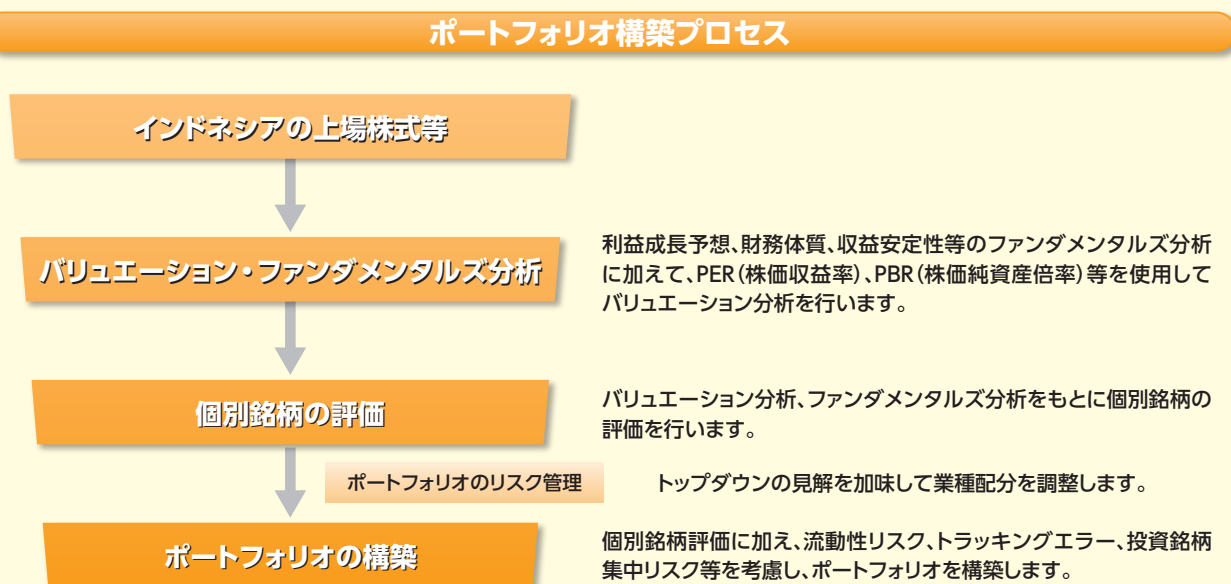 ポートフォリオ構築プロセス
インドネシアの上場株式等
バリュエーション・ファンダメンタルズ分析
利益成長予想、財務体質、収益安定性等のファンダメンタルズ分析
に加えて、PER(株価収益率)、PBR(株価純資産倍率)等を使用して
バリュエーション分析を行います。
個別銘柄の評価
バリュエーション分析、ファンダメンタルズ分析をもとに個別銘柄の
評価を行います。
ポートフォリオのリスク管理
トップダウンの見解を加味して業種配分を調整します。
ポートフォリオの構築
個別銘柄評価に加え、流動性リスク、トラッキングエラー、投資銘柄
集中リスク等を考慮し、ポートフォリオを構築します。